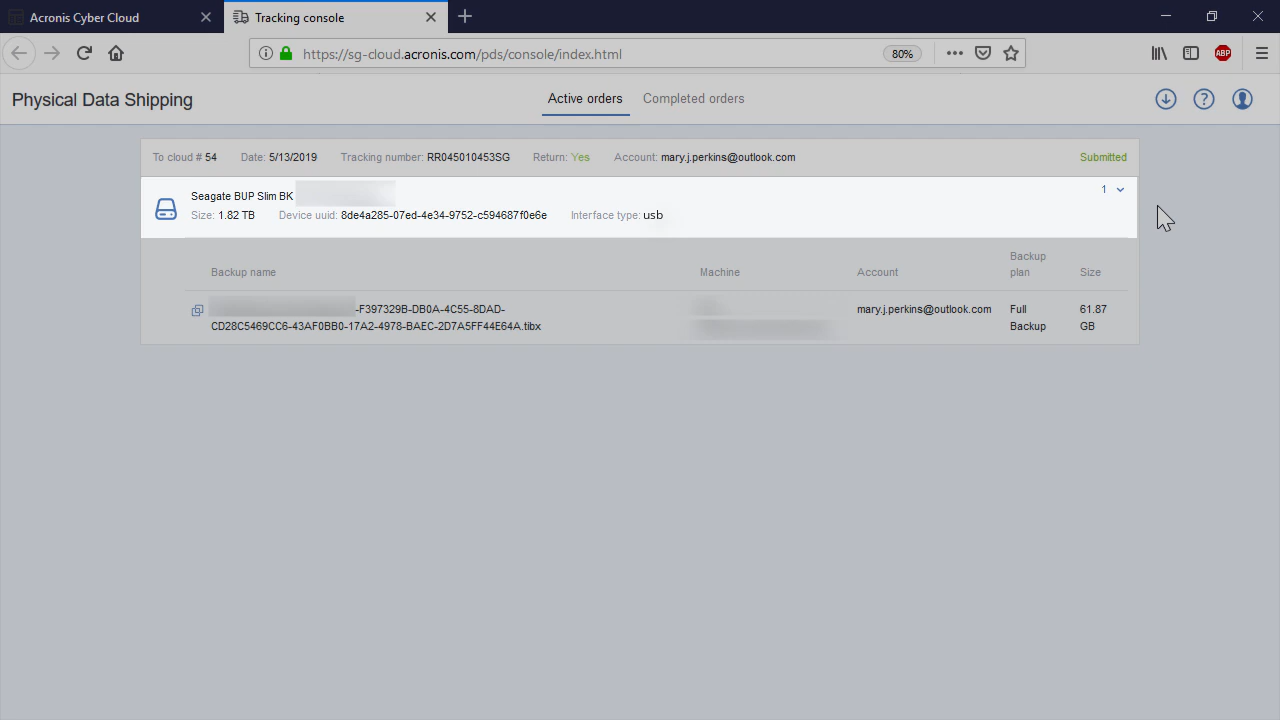 Acronis Cyber Cloud
Tracking console
https://sg-cloud.acronis.com/pds/console/index.html
80%
ABP
Physical Data Shipping
Active orders
Completed orders
To cloud # 54 Date: 5/13/2019 Tracking number: RR045010453SG Return: Yes Account: mary.j.perkins@outlook.com Submitted
Seagate BUP Slim BK
1
Size: 1.82 TB Device uuid: 8de4a285-07ed-4e34-9752-c594687f0e6e Interface type: usb
Backup name Machine Account Backup plan Size
-F397329B-DB0A-4C55-8DAD-
CD28C5469CC6-43AF0BB0-17A2-4978-BAEC-2D7A5FF44E64A.tibx
mary.j.perkins@outlook.com
Full
Backup
61.87
GB